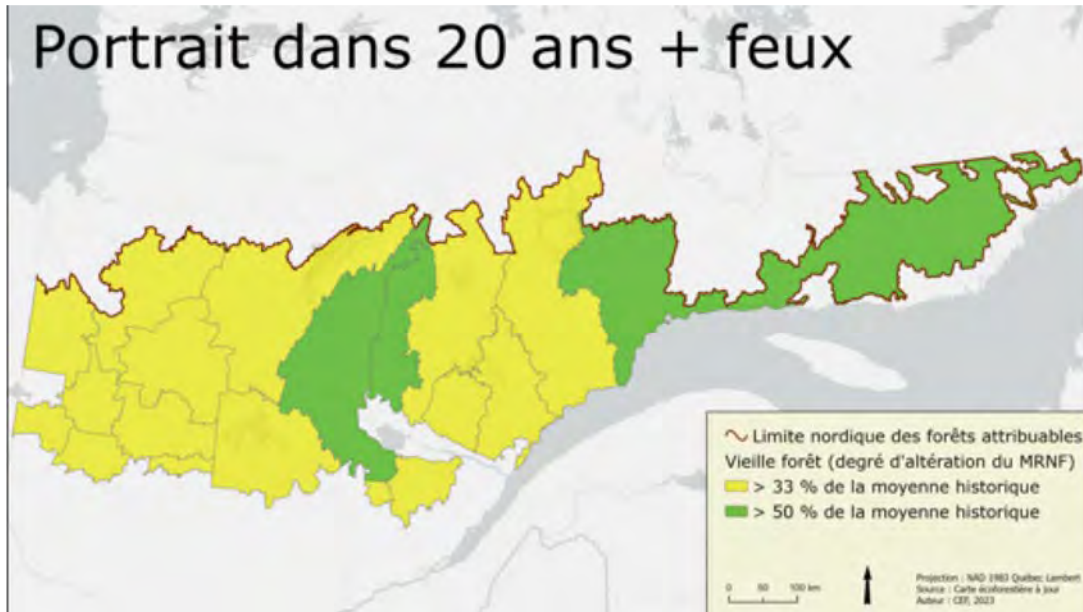 Portrait dans 20 ans + feux
Limite nordique des forêts attribuables
Vieille forêt (degré d'altération du MRNF)
> 33 % de la moyenne historique
> 50 % de la moyenne historique
0 50 100 km
Projection : NAD 1983 Québec Lambert
Source : Carte écoforestière à jour
Auteur : CEF, 2023